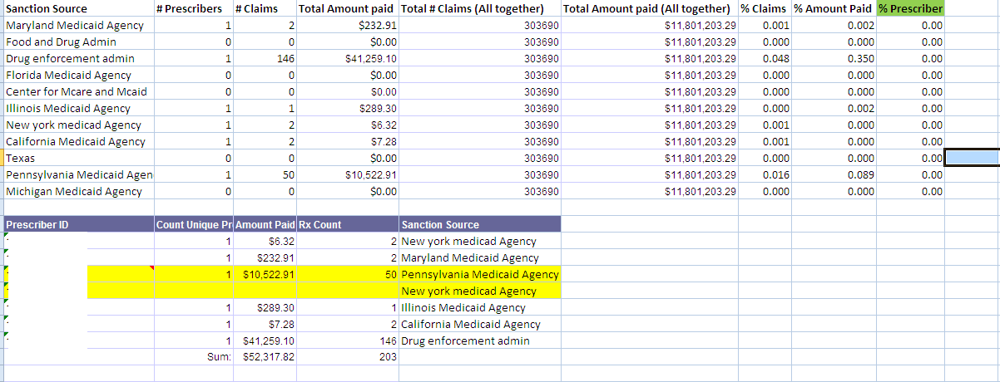 Sanction Source # Prescribers # Claims Total Amount paid Total # Claims (All together) Total Amount paid (All together) % Claims % Amount Paid % Prescriber
Maryland Medicaid Agency 1 2 $232.91 303690 $11,801,203.29 0.001 0.002 0.00
Food and Drug Admin 0 0 $0.00 303690 $11,801,203.29 0.000 0.000 0.00
Drug enforcement admin 1 146 $41,259.10 303690 $11,801,203.29 0.048 0.350 0.00
Florida Medicaid Agency 0 0 $0.00 303690 $11,801,203.29 0.000 0.000 0.00
Center for Mcare and Mcaid 0 0 $0.00 303690 $11,801,203.29 0.000 0.000 0.00
Illinois Medicaid Agency 1 1 $289.30 303690 $11,801,203.29 0.000 0.002 0.00
New york medicad Agency 1 2 $6.32 303690 $11,801,203.29 0.001 0.000 0.00
California Medicaid Agency 1 2 $7.28 303690 $11,801,203.29 0.001 0.000 0.00
Texas 0 0 $0.00 303690 $11,801,203.29 0.000 0.000 0.00
Pennsylvania Medicaid Agen 1 50 $10,522.91 303690 $11,801,203.29 0.016 0.089 0.00
Michigan Medicaid Agency 0 0 $0.00 303690 $11,801,203.29 0.000 0.000 0.00
Prescriber ID Count Unique Pr Amount Paid Rx Count Sanction Source
1 $6.32 2 New york medicad Agency
1 $232.91 2 Maryland Medicaid Agency
1 $10,522.91 50 Pennsylvania Medicaid Agency
New york medicad Agency
1 $289.30 1 Illinois Medicaid Agency
1 $7.28 2 California Medicaid Agency
1 $41,259.10 146 Drug enforcement admin
Sum: $52,317.82 203